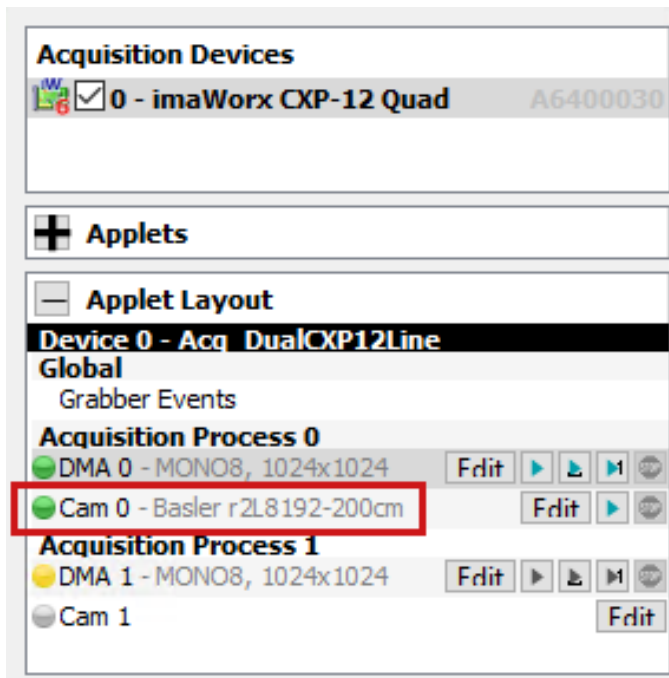 Acquisition Devices
0 - imaWorx CXP-12 Quad A6400030
Applets
Applet Layout
Device 0 - Acq_DualCXP12Line
Global
Grabber Events
Acquisition Process 0
DMA 0 - MONO8, 1024x1024 Edit
Cam 0 - Basler r2L8192-200cm Edit
Acquisition Process 1
DMA 1 - MONO8, 1024x1024 Edit
Cam 1 Edit